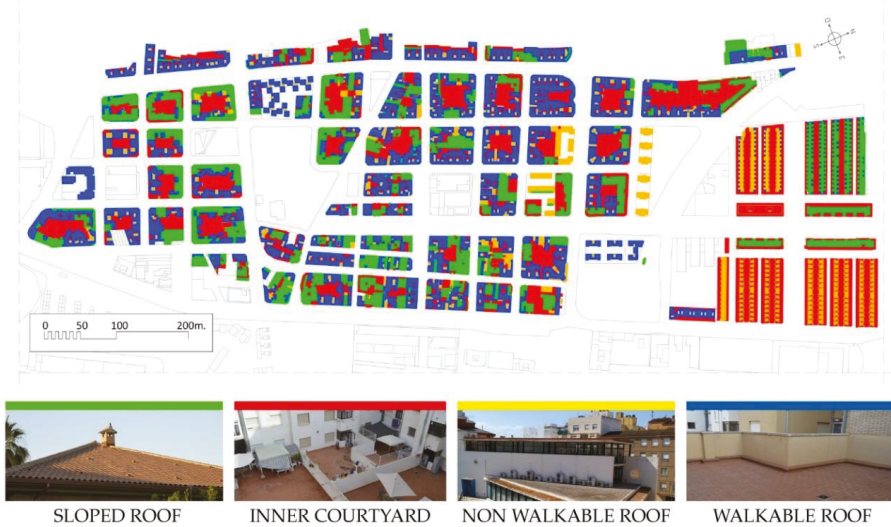 O
N
S
E
0 50 100 200m.
SLOPED ROOF
INNER COURTYARD
NON WALKABLE ROOF
WALKABLE ROOF